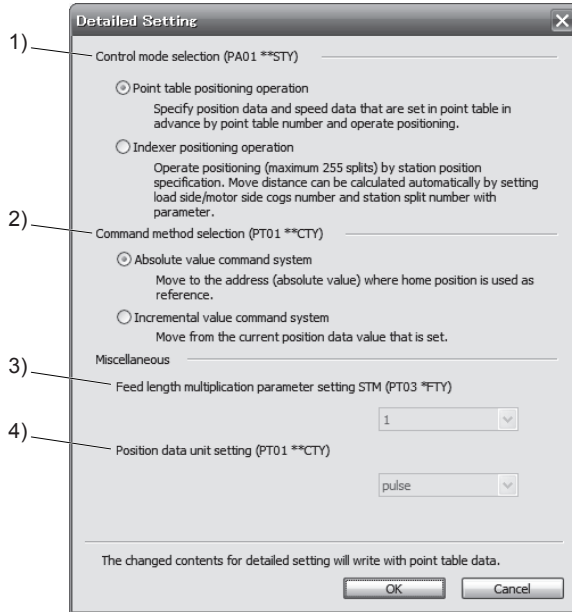 Detailed Setting
1)
Control mode selection (PA01 **STY)
Point table positioning operation
Specify position data and speed data that are set in point table in
advance by point table number and operate positioning.
Indexer positioning operation
Operate positioning (maximum 255 splits) by station position
specification. Move distance can be calculated automatically by setting
load side/motor side cogs number and station split number with
parameter.
2)
Command method selection (PT01 **CTY)
Absolute value command system
Move to the address (absolute value) where home position is used as
reference.
Incremental value command system
Move from the current position data value that is set.
Miscellaneous
3)
Feed length multiplication parameter setting STM (PT03 *FTY)
1
4)
Position data unit setting (PT01 **CTY)
pulse
The changed contents for detailed setting will write with point table data.
OK Cancel